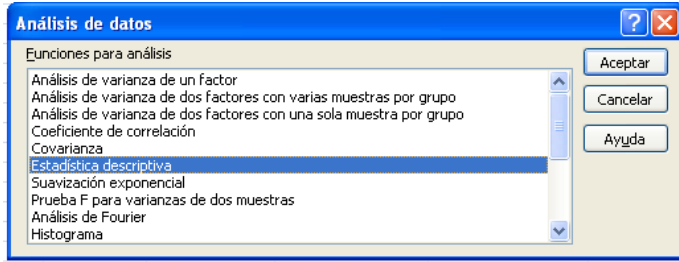 Análisis de datos
Funciones para análisis
Análisis de varianza de un factor
Análisis de varianza de dos factores con varias muestras por grupo
Análisis de varianza de dos factores con una sola muestra por grupo
Coeficiente de correlación
Covarianza
Estadística descriptiva
Suavización exponencial
Prueba F para varianzas de dos muestras
Análisis de Fourier
Histograma
Aceptar
Cancelar
Ayuda